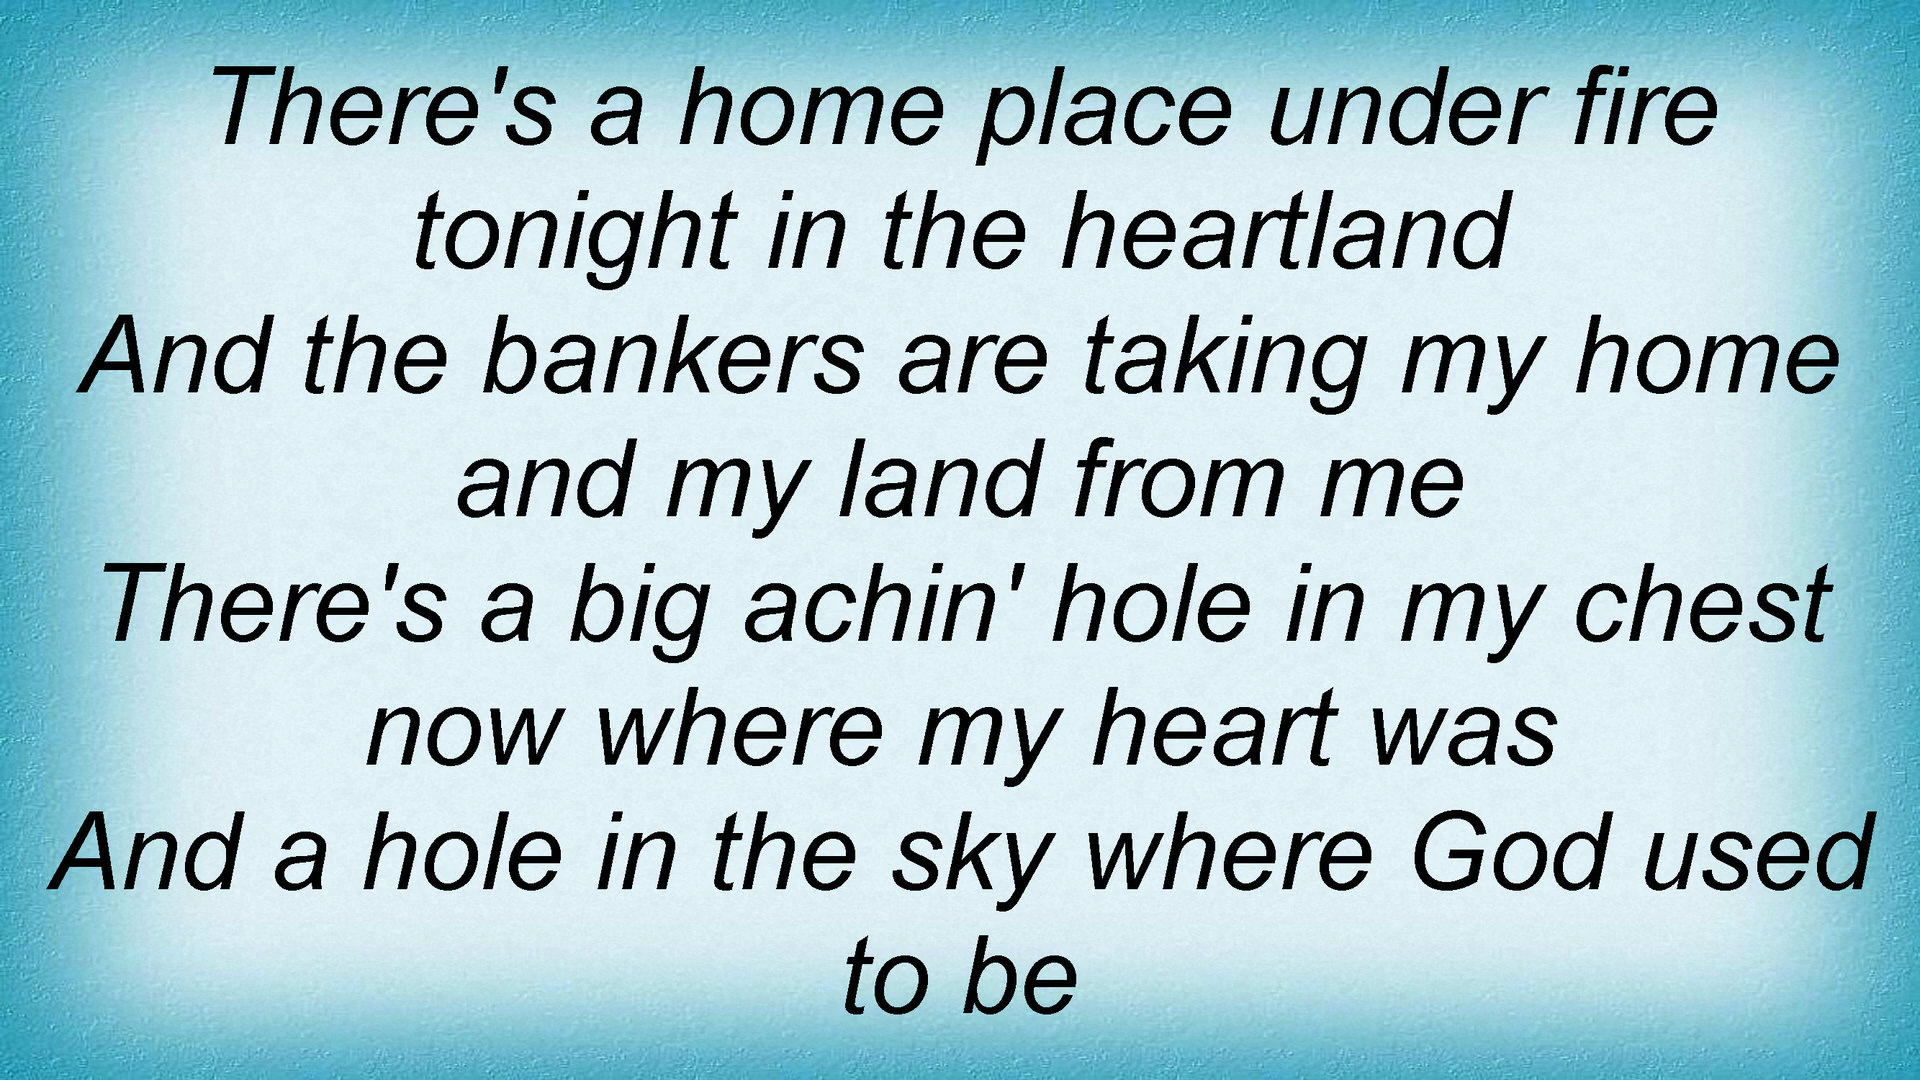 There's a home place under fire
tonight in the heartland
And the bankers are taking my home
and my land from me
There's a big achin' hole in my chest
now where my heart was
And a hole in the sky where God used
to be